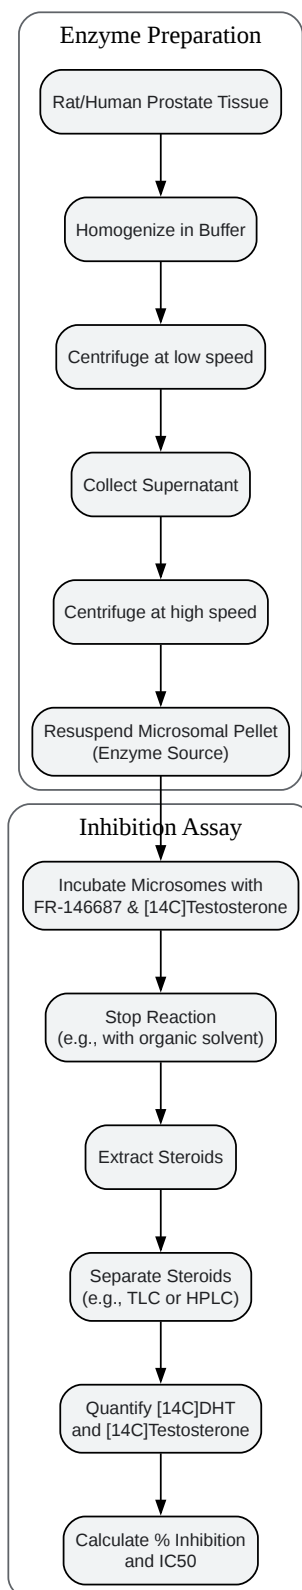 Enzyme Preparation
Rat/Human Prostate Tissue
Homogenize in Buffer
Centrifuge at low speed
Collect Supernatant
Centrifuge at high speed
Resuspend Microsomal Pellet
(Enzyme Source)
Inhibition Assay
Incubate Microsomes with
FR-146687 & [14C]Testosterone
Stop Reaction
(e.g., with organic solvent)
Extract Steroids
Separate Steroids
(e.g., TLC or HPLC)
Quantify [14C]DHT
and [14C]Testosterone
Calculate % Inhibition
and IC50